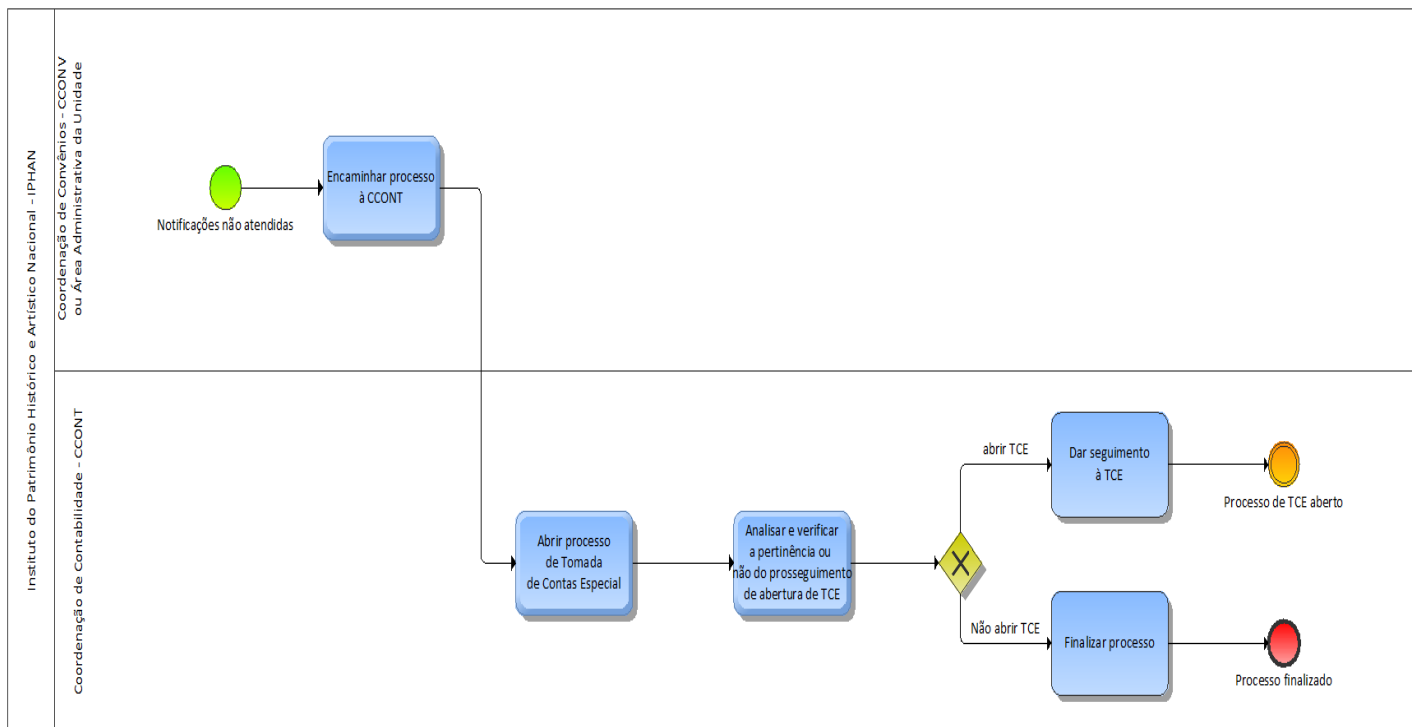 Instituto do Patrimônio Histórico e Artístico Nacional - IPHAN
Coordenação de Convênios - CCONV
ou Área Administrativa da Unidade
Notificações não atendidas
Encaminhar processo
à CCONT
Coordenação de Contabilidade - CCONT
Abrir processo
de Tomada
de Contas Especial
Analisar e verificar
a pertinência ou
não do prosseguimento
de abertura de TCE
abrir TCE
Dar seguimento
à TCE
Processo de TCE aberto
Não abrir TCE
Finalizar processo
Processo finalizado